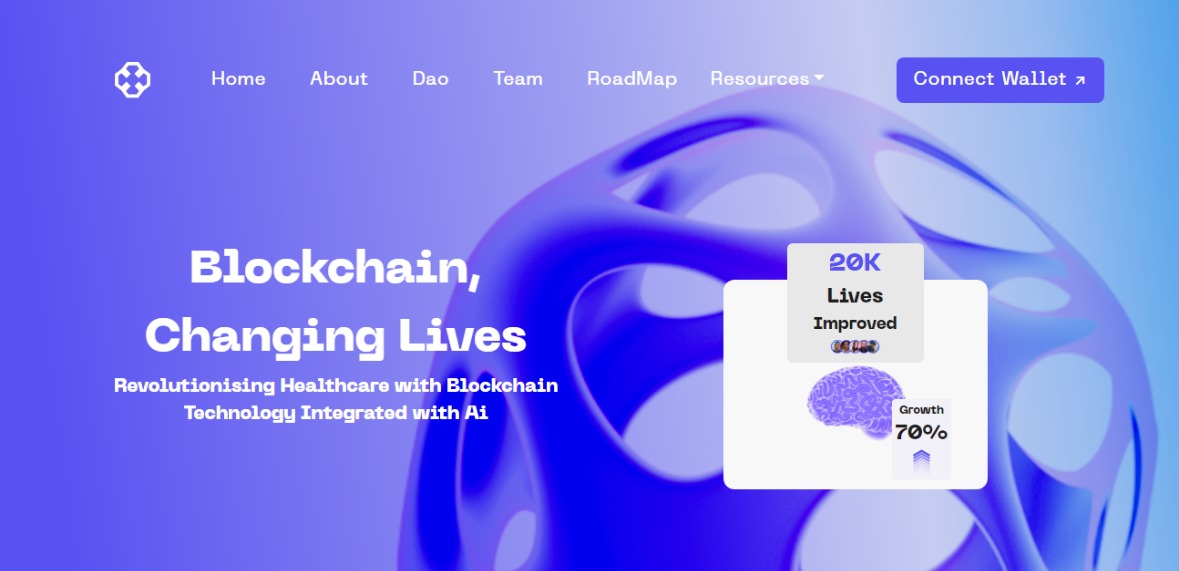 Home About Dao Team RoadMap Resources Connect Wallet ↗
Blockchain,
Changing Lives
Revolutionising Healthcare with Blockchain
Technology Integrated with Ai
20K
Lives
Improved
Growth
70%